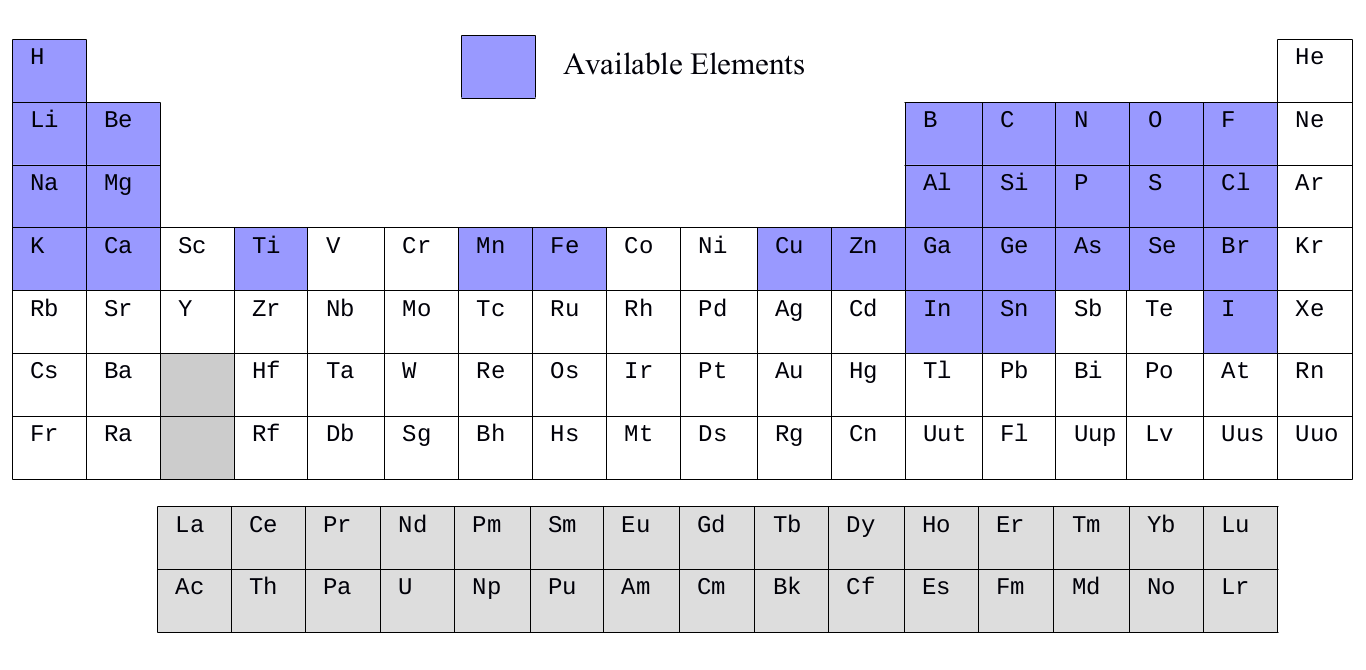 H Available Elements He
Li Be B C N O F Ne
Na Mg Al Si P S Cl Ar
K Ca Sc Ti V Cr Mn Fe Co Ni Cu Zn Ga Ge As Se Br Kr
Rb Sr Y Zr Nb Mo Tc Ru Rh Pd Ag Cd In Sn Sb Te I Xe
Cs Ba Hf Ta W Re Os Ir Pt Au Hg Tl Pb Bi Po At Rn
Fr Ra Rf Db Sg Bh Hs Mt Ds Rg Cn Uut Fl Uup Lv Uus Uuo
La Ce Pr Nd Pm Sm Eu Gd Tb Dy Ho Er Tm Yb Lu
Ac Th Pa U Np Pu Am Cm Bk Cf Es Fm Md No Lr